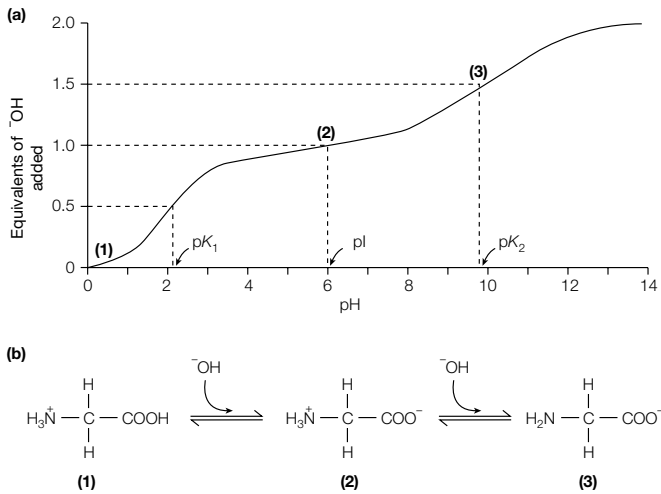 (a)
2.0
1.5
1.0
0.5
0
Equivalents of ⁻OH
added
(1)
(2)
(3)
pK₁
pI
pK₂
0 2 4 6 8 10 12 14
pH
(b)
⁻OH ⁻OH
H H H
H₃N⁺ — C — COOH H₃N⁺ — C — COO⁻ H₂N — C — COO⁻
H H H
(1) (2) (3)